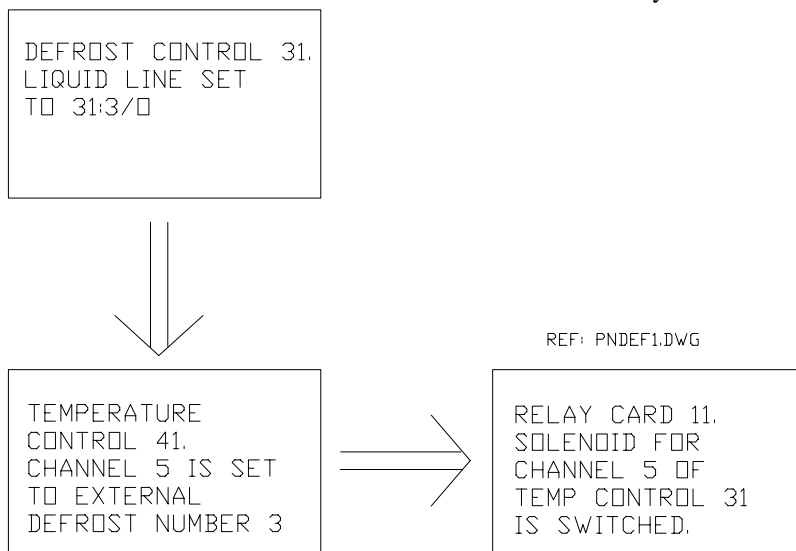 DEFROST CONTROL 31.
LIQUID LINE SET
TO 31:3/0
REF: PNDEF1.DWG
TEMPERATURE
CONTROL 41.
CHANNEL 5 IS SET
TO EXTERNAL
DEFROST NUMBER 3
RELAY CARD 11.
SOLENOID FOR
CHANNEL 5 OF
TEMP CONTROL 31
IS SWITCHED.